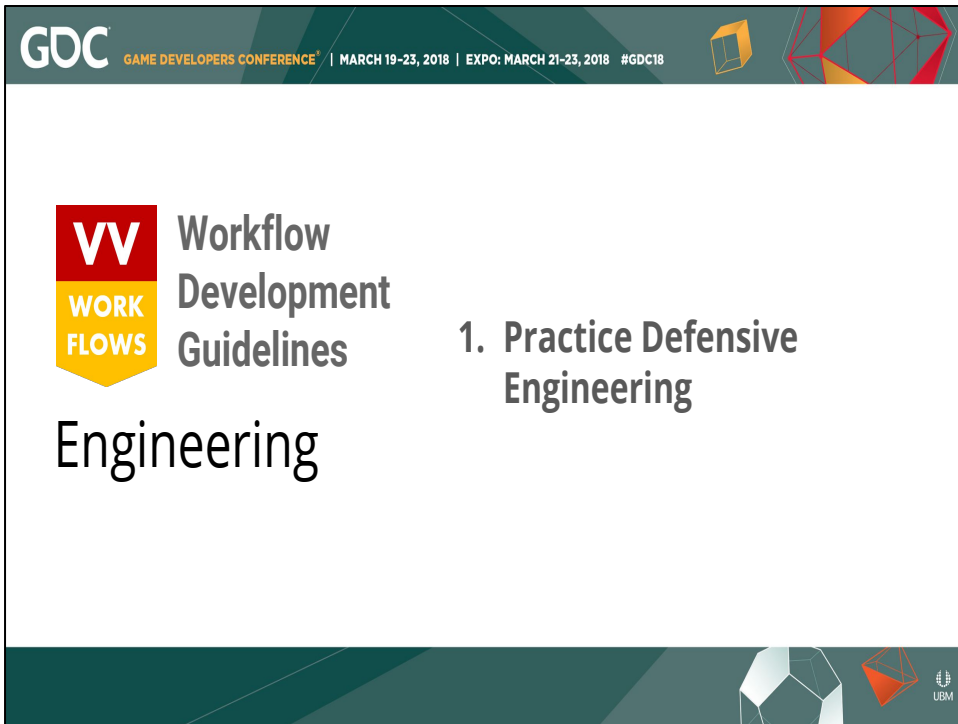 GDC GAME DEVELOPERS CONFERENCE® | MARCH 19–23, 2018 | EXPO: MARCH 21–23, 2018 #GDC18
VV
WORK
FLOWS
Workflow
Development
Guidelines
Engineering
1. Practice Defensive
Engineering
UBM